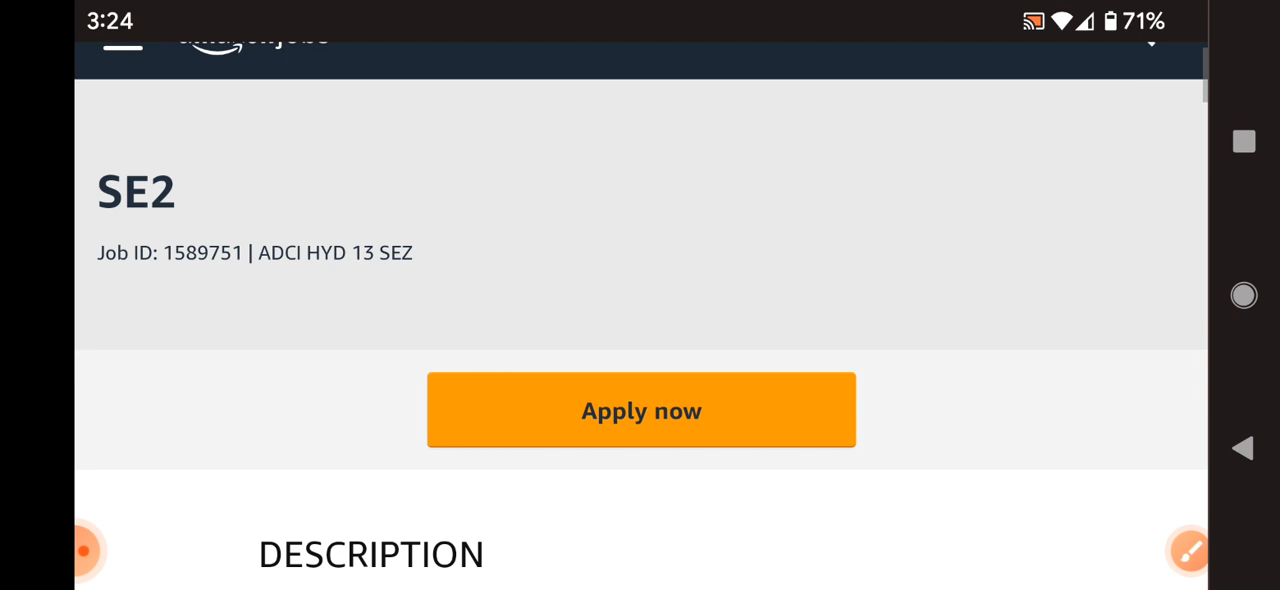 3:24
71%
SE2
Job ID: 1589751 | ADCI HYD 13 SEZ
Apply now
DESCRIPTION